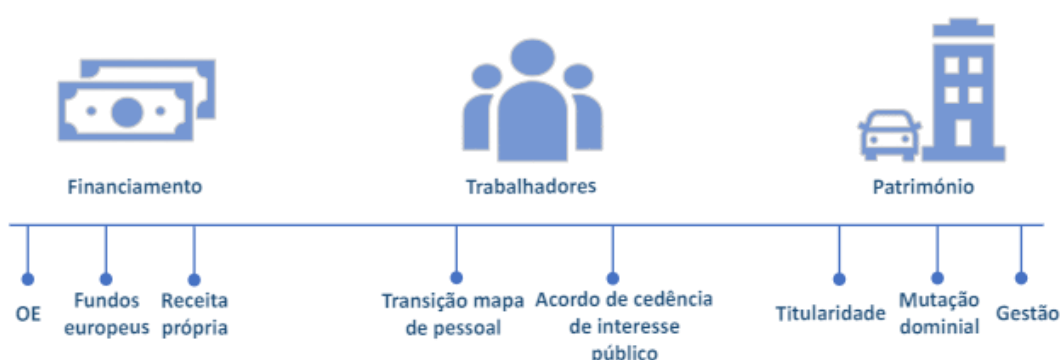 Financiamento
Trabalhadores
Património
OE
Fundos
europeus
Receita
própria
Transição mapa
de pessoal
Acordo de cedência
de interesse
público
Titularidade
Mutação
dominial
Gestão